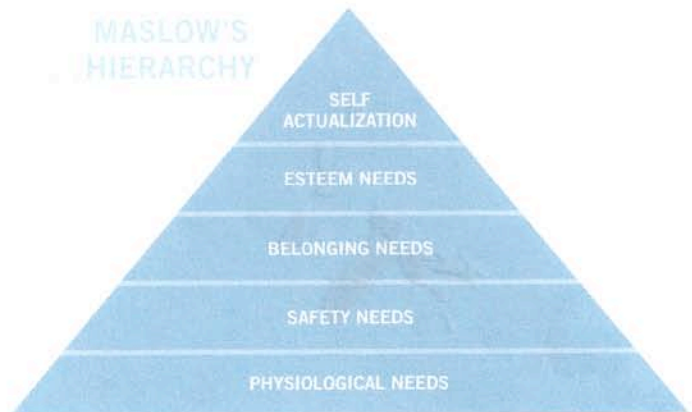 MASLOW'S
HIERARCHY
SELF
ACTUALIZATION
ESTEEM NEEDS
BELONGING NEEDS
SAFETY NEEDS
PHYSIOLOGICAL NEEDS